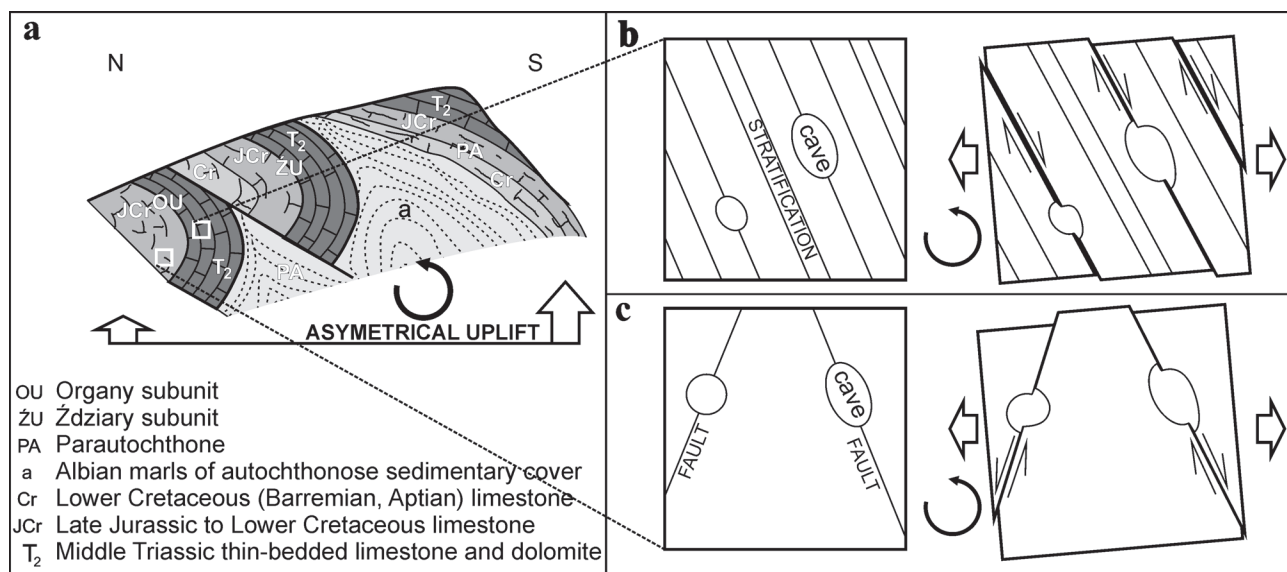 a
N
S
T2
JCr
PA
Cr
T2
JCr
ŹU
Cr
JCr
OU
T2
PA
a
ASYMETRICAL UPLIFT
OU Organy subunit
ŹU Ździary subunit
PA Parautochthone
a Albian marls of autochthonose sedimentary cover
Cr Lower Cretaceous (Barremian, Aptian) limestone
JCr Late Jurassic to Lower Cretaceous limestone
T2 Middle Triassic thin-bedded limestone and dolomite
b
cave
STRATIFICATION
c
cave
FAULT
FAULT